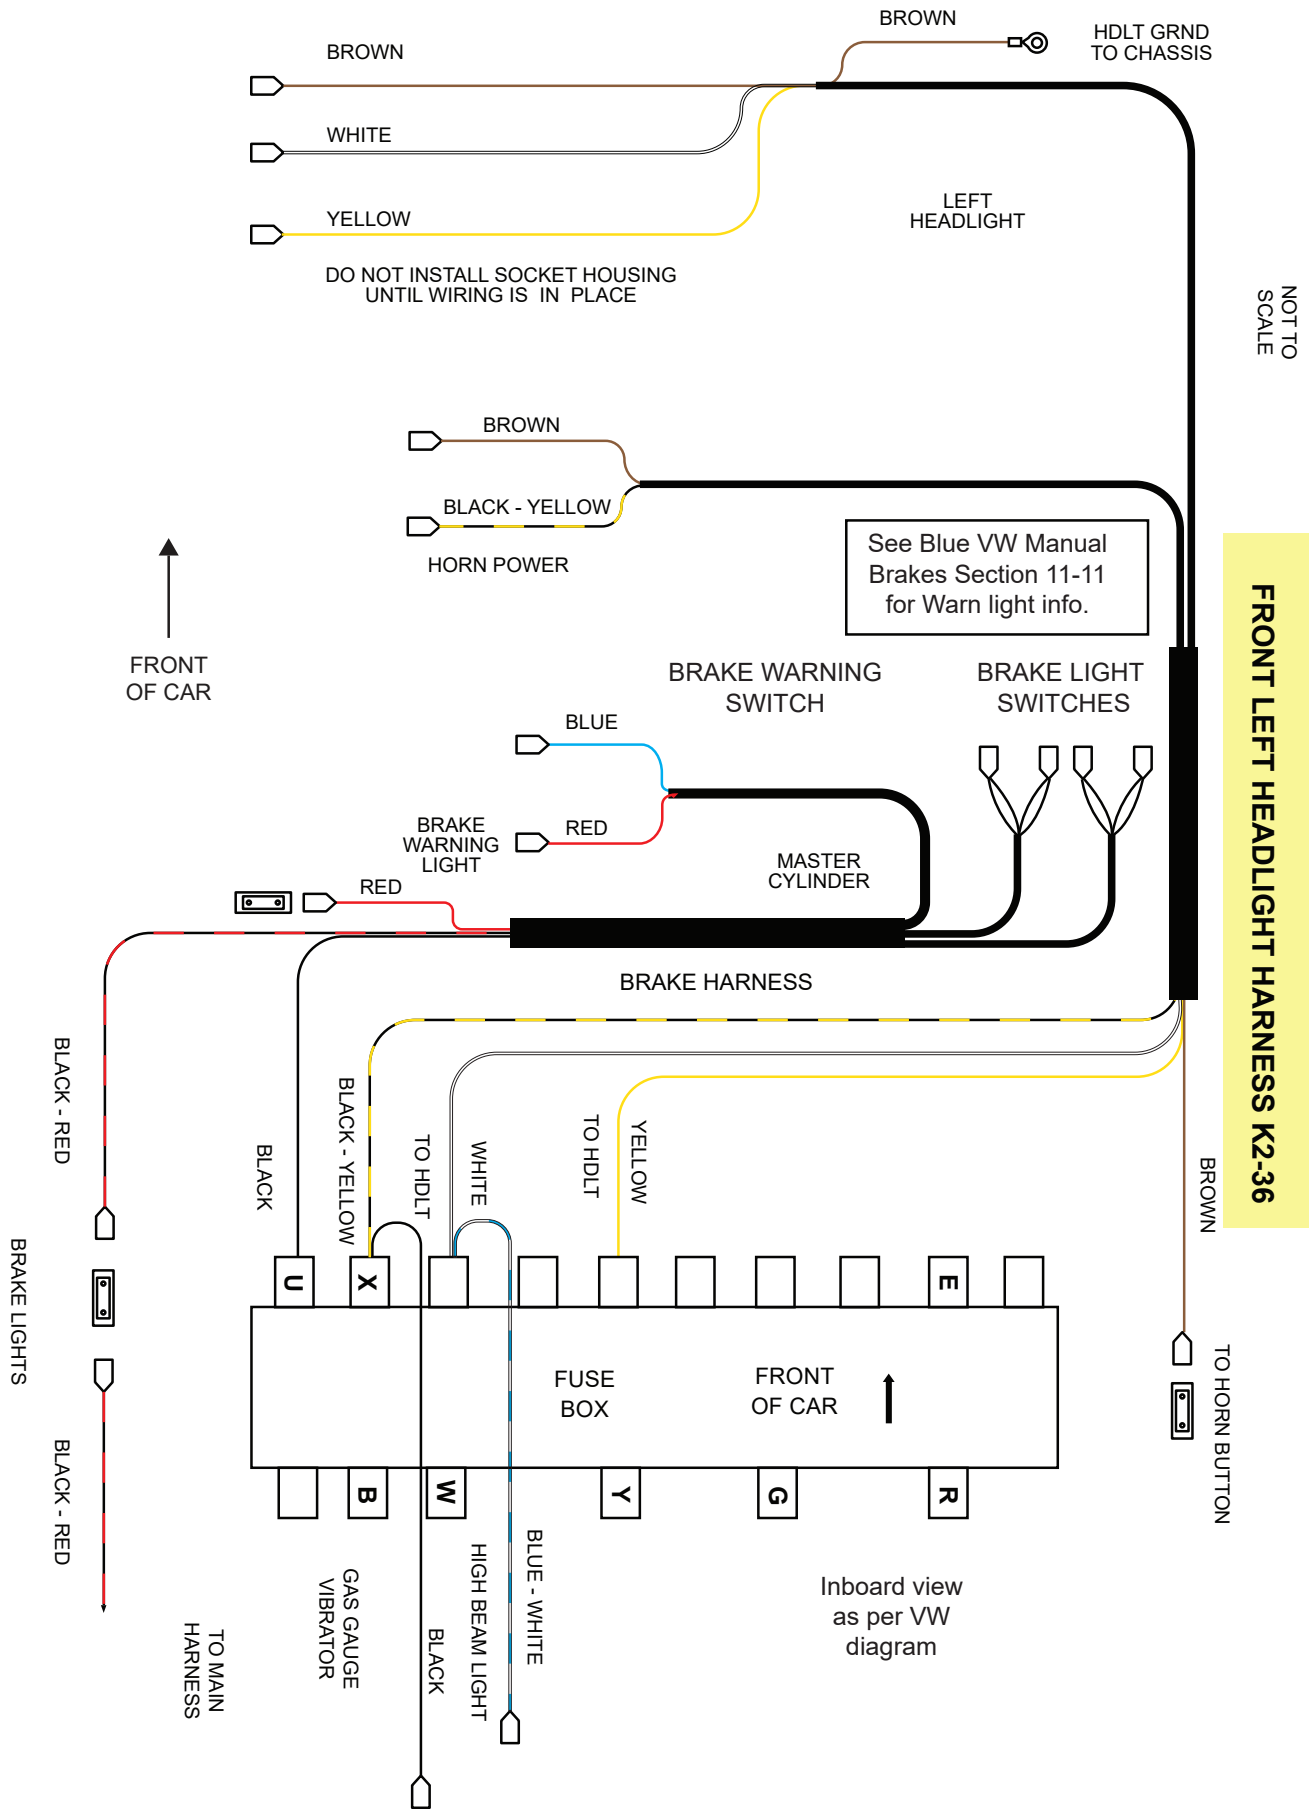 BROWN
HDLT GRND
TO CHASSIS
BROWN
WHITE
LEFT
HEADLIGHT
YELLOW
DO NOT INSTALL SOCKET HOUSING
UNTIL WIRING IS IN PLACE
NOT TO
SCALE
BROWN
BLACK - YELLOW
HORN POWER
See Blue VW Manual
Brakes Section 11-11
for Warn light info.
FRONT LEFT HEADLIGHT HARNESS K2-36
FRONT
OF CAR
BRAKE WARNING
SWITCH
BRAKE LIGHT
SWITCHES
BLUE
RED
BRAKE
WARNING
LIGHT
MASTER
CYLINDER
RED
BRAKE HARNESS
BLACK - RED
BLACK
BLACK - YELLOW
TO HDLT
WHITE
TO HDLT
YELLOW
BROWN
BRAKE LIGHTS
U
X
E
FUSE
BOX
FRONT
OF CAR
TO HORN BUTTON
BLACK - RED
B
W
Y
G
R
TO MAIN
HARNESS
GAS GAUGE
VIBRATOR
BLACK
HIGH BEAM LIGHT
BLUE - WHITE
Inboard view
as per VW
diagram